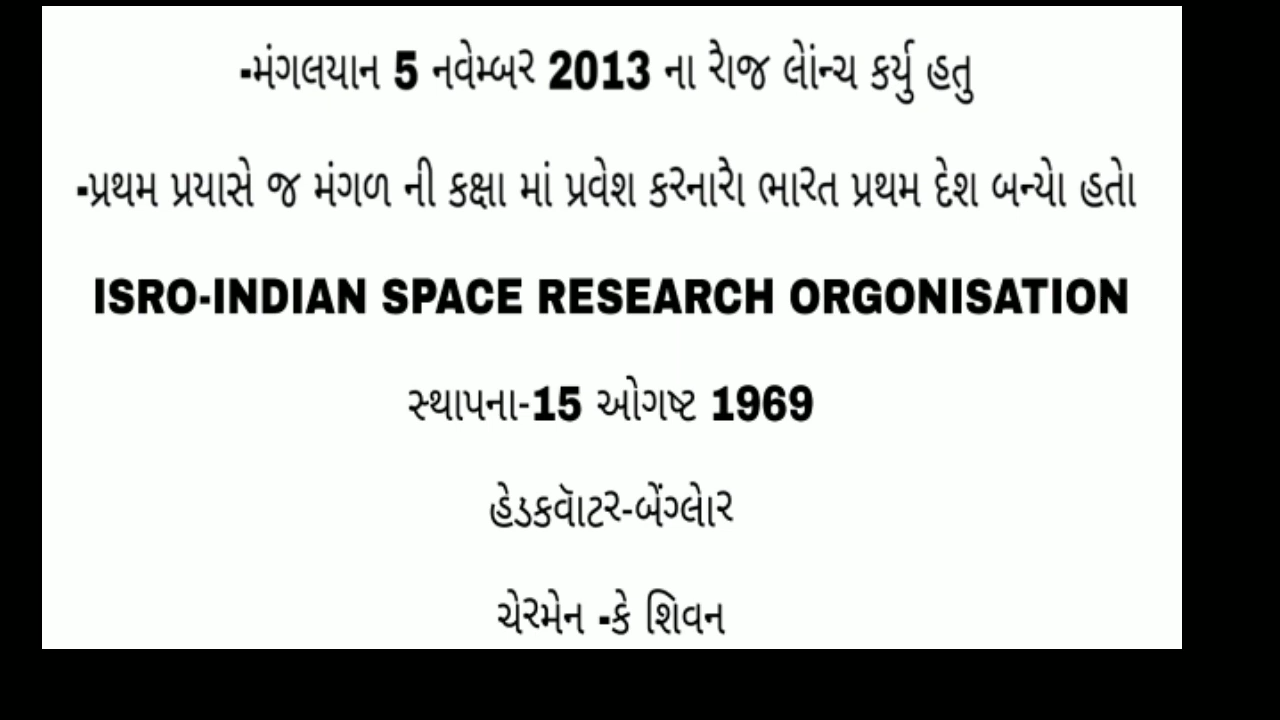 -મંગલયાન 5 નવેમ્બર 2013 ના રોજ લોંન્ચ કર્યુ હતુ
-પ્રથમ પ્રયાસે જ મંગળ ની કક્ષા માં પ્રવેશ કરનારો ભારત પ્રથમ દેશ બન્યો હતો
ISRO-INDIAN SPACE RESEARCH ORGONISATION
સ્થાપના-15 ઓગષ્ટ 1969
હેડકવૉટર-બેંગ્લોર
ચેરમેન -કે શિવન